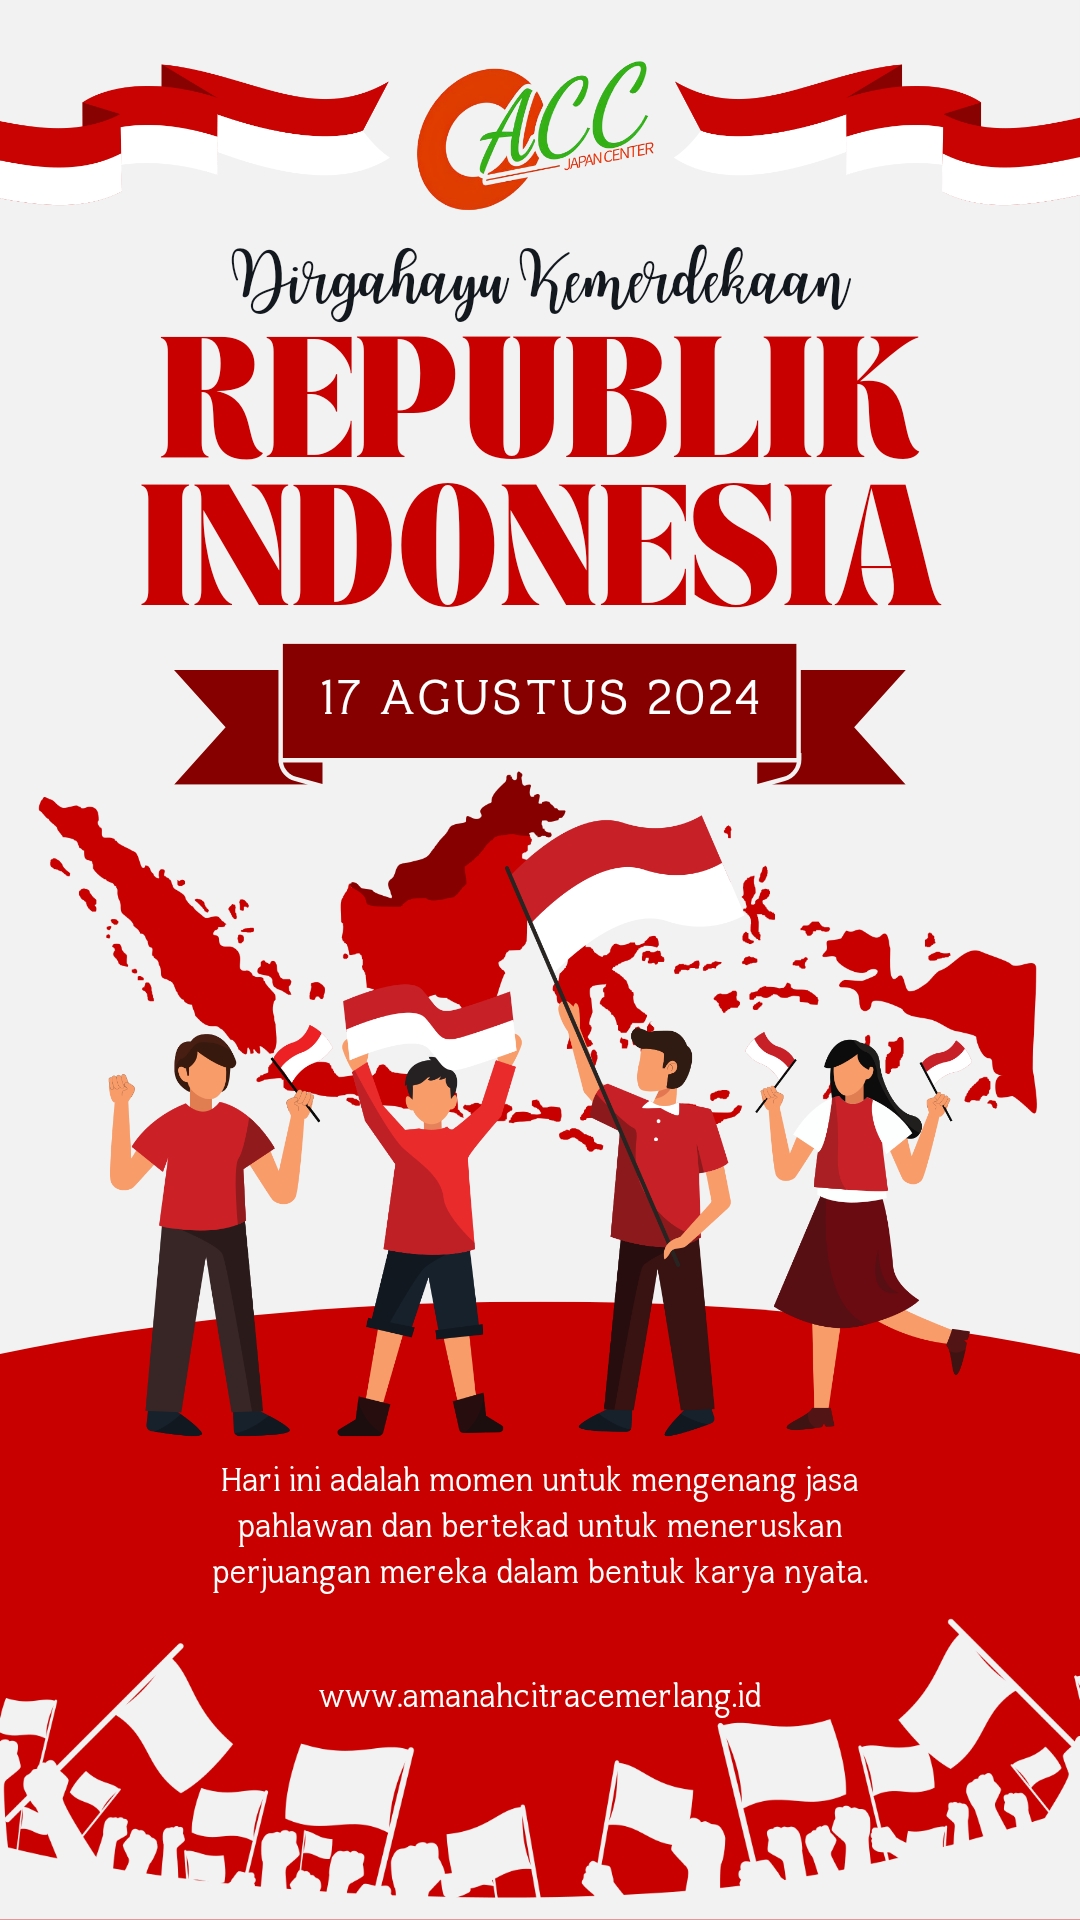 ACC
JAPAN CENTER
Dirgahayu Kemerdekaan
REPUBLIK
INDONESIA
17 AGUSTUS 2024
Hari ini adalah momen untuk mengenang jasa
pahlawan dan bertekad untuk meneruskan
perjuangan mereka dalam bentuk karya nyata.
www.amanahcitracemerlang.id